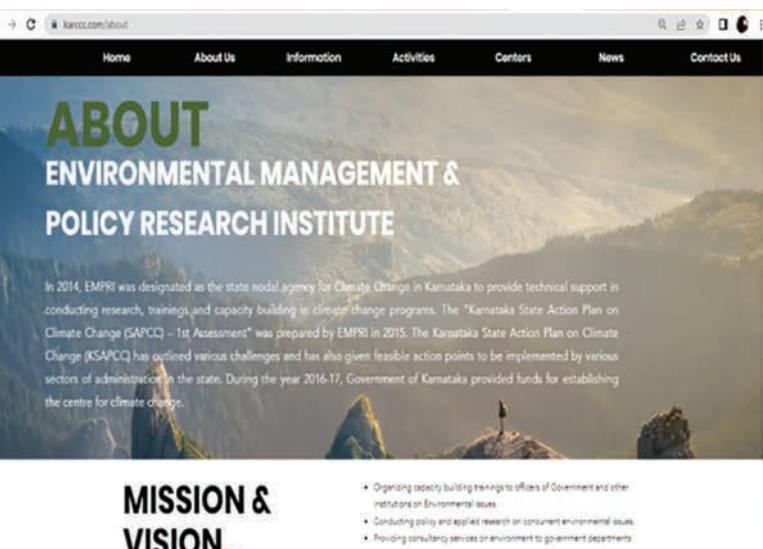 karccc.com/about
Home About Us Information Activities Centers News Contact Us
ABOUT
ENVIRONMENTAL MANAGEMENT &
POLICY RESEARCH INSTITUTE
In 2014, EMPRI was designated as the state nodal agency for Climate Change in Karnataka to provide technical support in
conducting research, trainings and capacity building in climate change programs. The "Karnataka State Action Plan on
Climate Change (SAPCC) – 1st Assessment" was prepared by EMPRI in 2015. The Karnataka State Action Plan on Climate
Change (KSAPCC) has outlined various challenges and has also given feasible action points to be implemented by various
sectors of administration in the state. During the year 2016-17, Government of Karnataka provided funds for establishing
the centre for climate change.
MISSION &
VISION.
• Organizing capacity building trainings to officers of Government and other
institutions on Environmental issues.
• Conducting policy and applied research on concurrent environmental issues.
• Providing consultancy services on environment to government departments